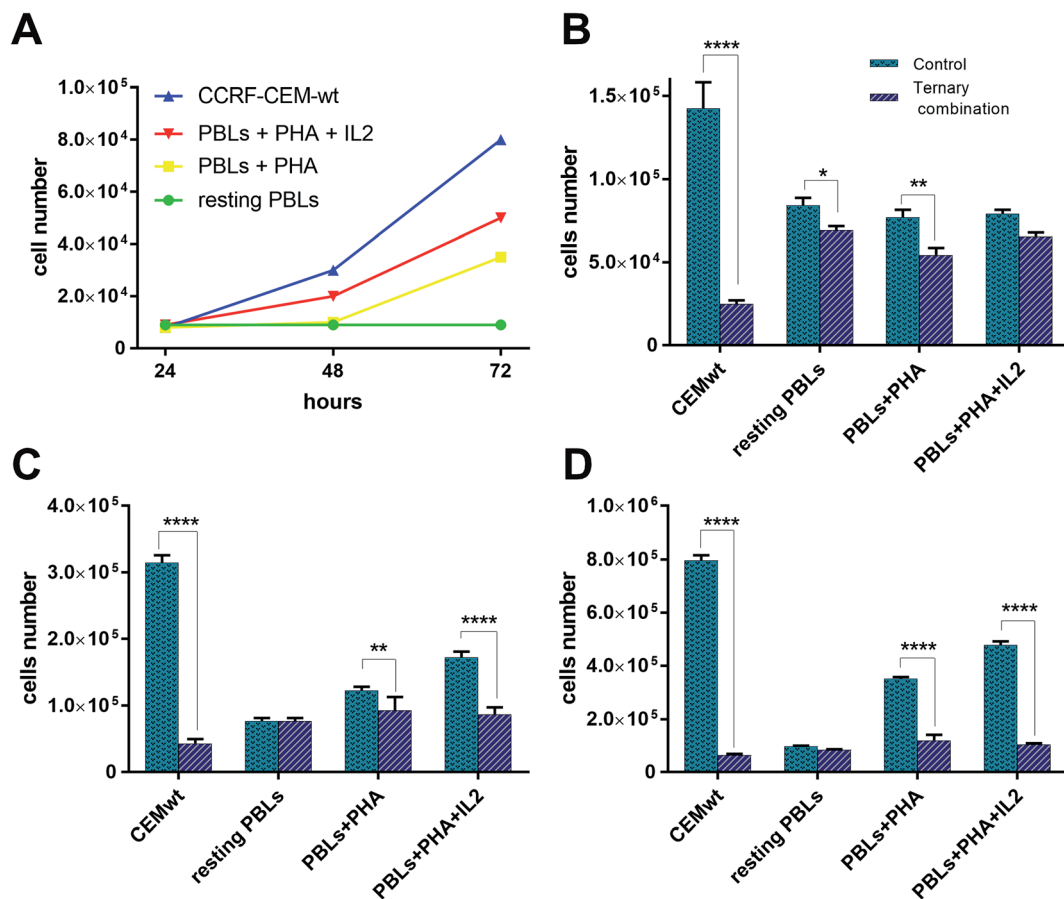 A
cell number
1.0×10⁵
8.0×10⁴
6.0×10⁴
4.0×10⁴
2.0×10⁴
0
CCRF-CEM-wt
PBLs + PHA + IL2
PBLs + PHA
resting PBLs
24 48 72
hours
B
cells number
1.5×10⁵
1.0×10⁵
5.0×10⁴
0
****
*
**
Control
Ternary
combination
CEMwt
resting PBLs
PBLs+PHA
PBLs+PHA+IL2
C
cells number
4.0×10⁵
3.0×10⁵
2.0×10⁵
1.0×10⁵
0
****
**
****
CEMwt
resting PBLs
PBLs+PHA
PBLs+PHA+IL2
D
cells number
1.0×10⁶
8.0×10⁵
6.0×10⁵
4.0×10⁵
2.0×10⁵
0
****
****
****
CEMwt
resting PBLs
PBLs+PHA
PBLs+PHA+IL2